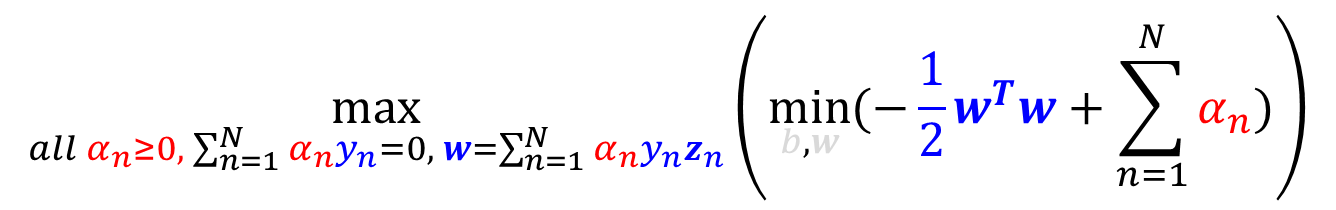 max all αₙ≥0, ∑ₙ₌₁ᴺ αₙyₙ=0, w=∑ₙ₌₁ᴺ αₙyₙzₙ ( min b,w (− 1/2 wᵀw + ∑ₙ₌₁ᴺ αₙ) )